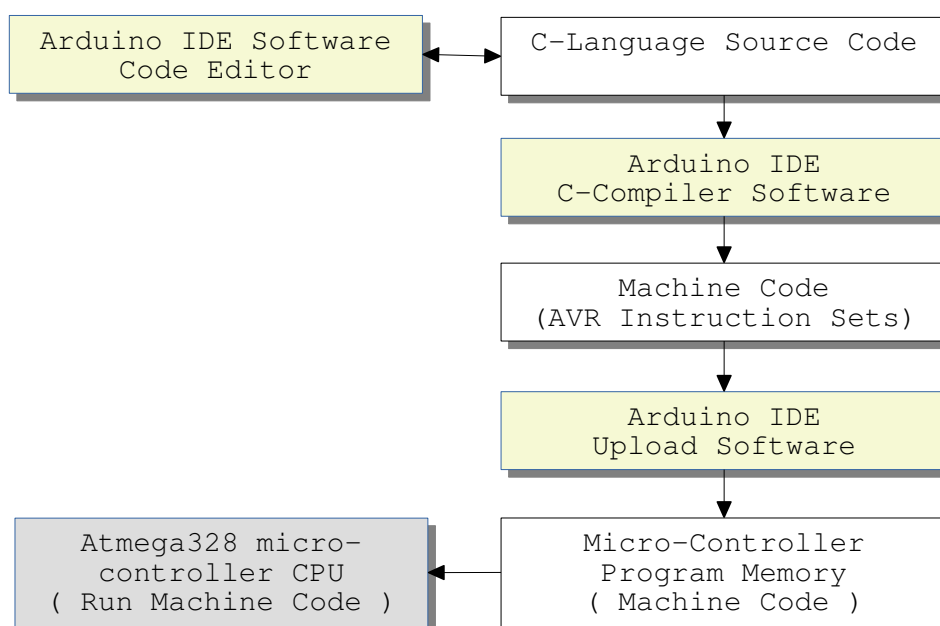 Arduino IDE Software
Code Editor
C-Language Source Code
Arduino IDE
C-Compiler Software
Machine Code
(AVR Instruction Sets)
Arduino IDE
Upload Software
Atmega328 micro-
controller CPU
( Run Machine Code )
Micro-Controller
Program Memory
( Machine Code )